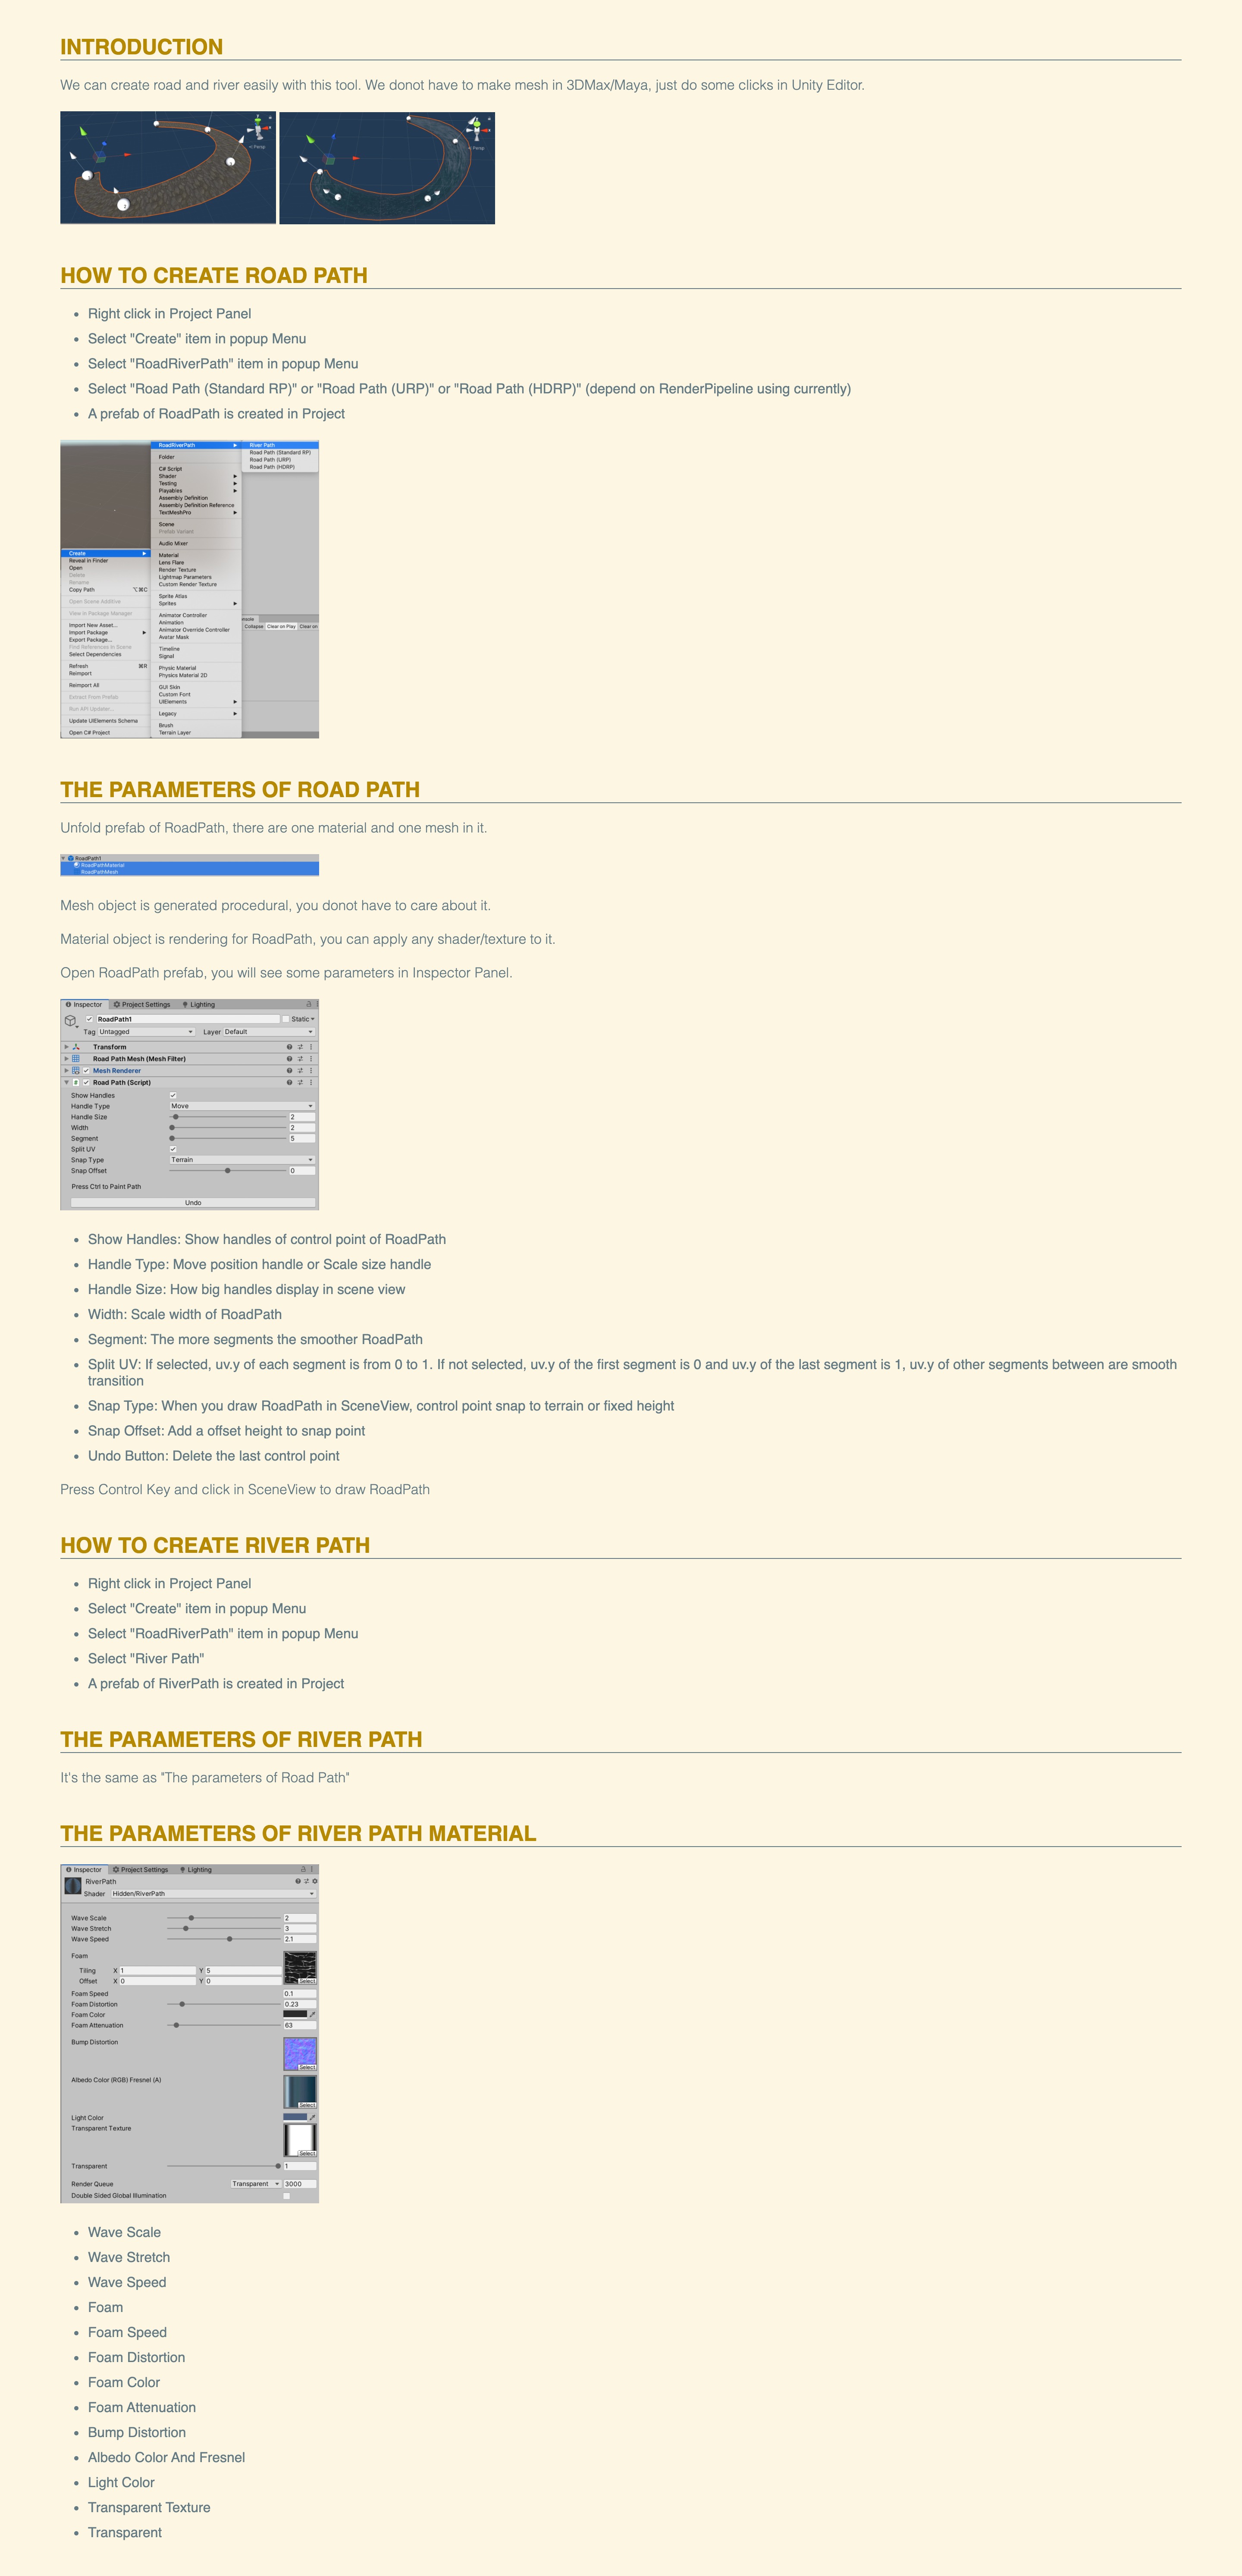 INTRODUCTION
We can create road and river easily with this tool. We donot have to make mesh in 3DMax/Maya, just do some clicks in Unity Editor.
< Persp
< Persp
HOW TO CREATE ROAD PATH
Right click in Project Panel
Select "Create" item in popup Menu
Select "RoadRiverPath" item in popup Menu
Select "Road Path (Standard RP)" or "Road Path (URP)" or "Road Path (HDRP)" (depend on RenderPipeline using currently)
A prefab of RoadPath is created in Project
RoadRiverPath
Folder
C# Script
Shader
Testing
Playables
Assembly Definition
Assembly Definition Reference
TextMeshPro
Scene
Prefab Variant
Audio Mixer
Material
Lens Flare
Render Texture
Lightmap Parameters
Custom Render Texture
Sprite Atlas
Sprites
Animator Controller
Animation
Animator Override Controller
Avatar Mask
Timeline
Signal
Physic Material
Physics Material 2D
GUI Skin
Custom Font
UIElements
Legacy
Brush
Terrain Layer
River Path
Road Path (Standard RP)
Road Path (URP)
Road Path (HDRP)
Create
Reveal in Finder
Open
Delete
Rename
Copy Path ⌥⌘C
Open Scene Additive
View in Package Manager
Import New Asset...
Import Package
Export Package...
Find References In Scene
Select Dependencies
Refresh ⌘R
Reimport
Reimport All
Extract From Prefab
Run API Updater...
Update UIElements Schema
Open C# Project
nsole
Collapse Clear on Play Clear on
THE PARAMETERS OF ROAD PATH
Unfold prefab of RoadPath, there are one material and one mesh in it.
RoadPath1
RoadPathMaterial
RoadPathMesh
Mesh object is generated procedural, you donot have to care about it.
Material object is rendering for RoadPath, you can apply any shader/texture to it.
Open RoadPath prefab, you will see some parameters in Inspector Panel.
Inspector Project Settings Lighting
RoadPath1 Static
Tag Untagged Layer Default
Transform
Road Path Mesh (Mesh Filter)
Mesh Renderer
Road Path (Script)
Show Handles
Handle Type Move
Handle Size 2
Width 2
Segment 5
Split UV
Snap Type Terrain
Snap Offset 0
Press Ctrl to Paint Path
Undo
Show Handles: Show handles of control point of RoadPath
Handle Type: Move position handle or Scale size handle
Handle Size: How big handles display in scene view
Width: Scale width of RoadPath
Segment: The more segments the smoother RoadPath
Split UV: If selected, uv.y of each segment is from 0 to 1. If not selected, uv.y of the first segment is 0 and uv.y of the last segment is 1, uv.y of other segments between are smooth
transition
Snap Type: When you draw RoadPath in SceneView, control point snap to terrain or fixed height
Snap Offset: Add a offset height to snap point
Undo Button: Delete the last control point
Press Control Key and click in SceneView to draw RoadPath
HOW TO CREATE RIVER PATH
Right click in Project Panel
Select "Create" item in popup Menu
Select "RoadRiverPath" item in popup Menu
Select "River Path"
A prefab of RiverPath is created in Project
THE PARAMETERS OF RIVER PATH
It's the same as "The parameters of Road Path"
THE PARAMETERS OF RIVER PATH MATERIAL
Inspector Project Settings Lighting
RiverPath
Shader Hidden/RiverPath
Wave Scale 2
Wave Stretch 3
Wave Speed 2.1
Foam
Tiling X 1 Y 5
Offset X 0 Y 0
Select
Foam Speed 0.1
Foam Distortion 0.23
Foam Color
Foam Attenuation 63
Bump Distortion
Select
Albedo Color (RGB) Fresnel (A)
Select
Light Color
Transparent Texture
Select
Transparent 1
Render Queue Transparent 3000
Double Sided Global Illumination
Wave Scale
Wave Stretch
Wave Speed
Foam
Foam Speed
Foam Distortion
Foam Color
Foam Attenuation
Bump Distortion
Albedo Color And Fresnel
Light Color
Transparent Texture
Transparent